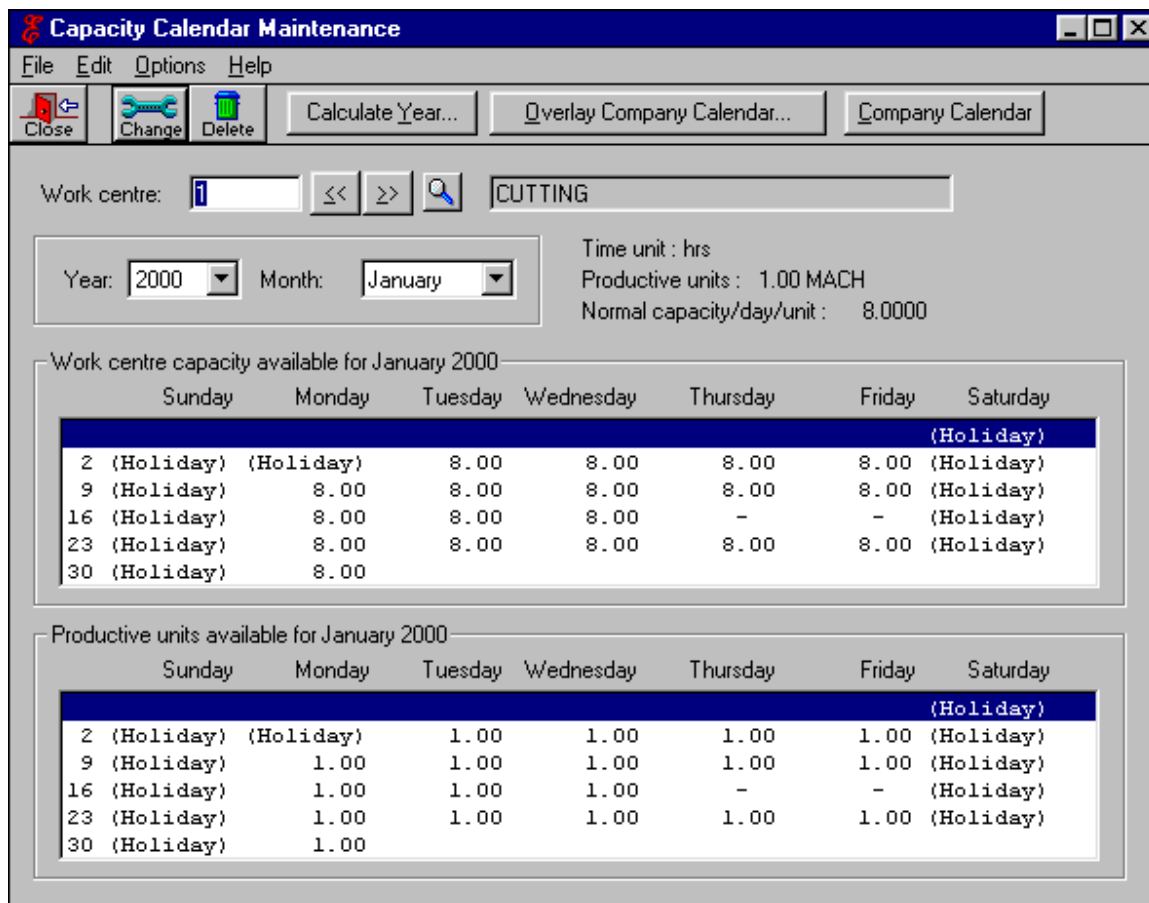 Capacity Calendar Maintenance
File Edit Options Help
Close Change Delete Calculate Year... Overlay Company Calendar... Company Calendar
Work centre: 1 << >> CUTTING
Year: 2000 Month: January
Time unit : hrs
Productive units : 1.00 MACH
Normal capacity/day/unit : 8.0000
Work centre capacity available for January 2000
Sunday Monday Tuesday Wednesday Thursday Friday Saturday
(Holiday)
2 (Holiday) (Holiday) 8.00 8.00 8.00 8.00 (Holiday)
9 (Holiday) 8.00 8.00 8.00 8.00 8.00 (Holiday)
16 (Holiday) 8.00 8.00 8.00 - - (Holiday)
23 (Holiday) 8.00 8.00 8.00 8.00 8.00 (Holiday)
30 (Holiday) 8.00
Productive units available for January 2000
Sunday Monday Tuesday Wednesday Thursday Friday Saturday
(Holiday)
2 (Holiday) (Holiday) 1.00 1.00 1.00 1.00 (Holiday)
9 (Holiday) 1.00 1.00 1.00 1.00 1.00 (Holiday)
16 (Holiday) 1.00 1.00 1.00 - - (Holiday)
23 (Holiday) 1.00 1.00 1.00 1.00 1.00 (Holiday)
30 (Holiday) 1.00